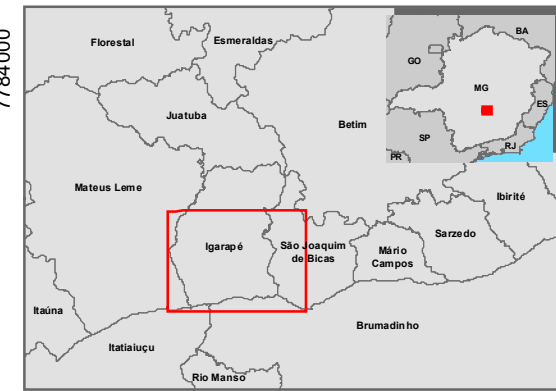 7784000
Florestal
Esmeraldas
BA
GO
MG
ES
SP
RJ
PR
Juatuba
Betim
Mateus Leme
Ibirité
Igarapé
São Joaquim
de Bicas
Mário
Campos
Sarzedo
Itaúna
Brumadinho
Itatiaiuçu
Rio Manso